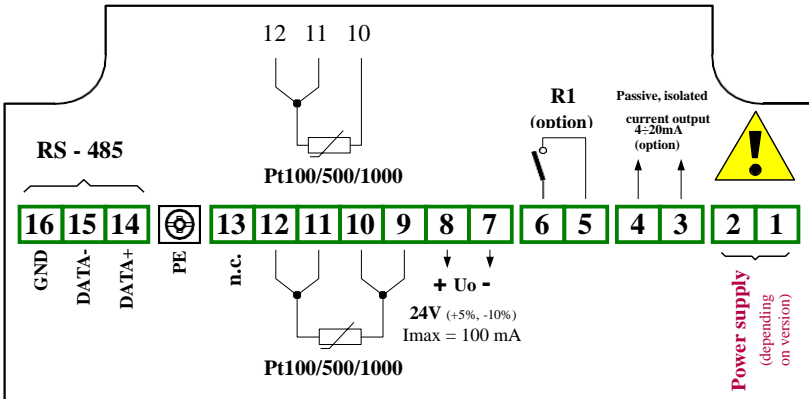 12 11 10
Pt100/500/1000
RS - 485
R1
(option)
Passive, isolated
current output
4÷20mA
(option)
16 15 14 PE 13 12 11 10 9 8 7 6 5 4 3 2 1
GND
DATA-
DATA+
n.c.
+ Uo -
24V (+5%, -10%)
Imax = 100 mA
Pt100/500/1000
Power supply
(depending
on version)